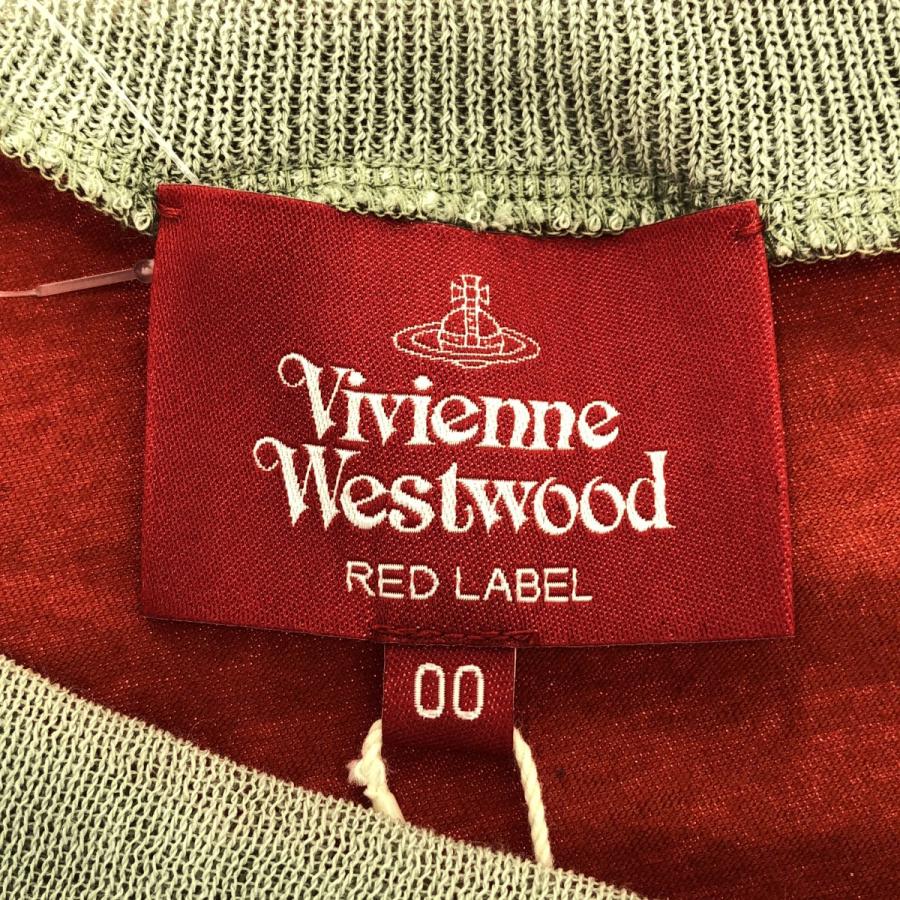 Vivienne
Westwood
RED LABEL
00